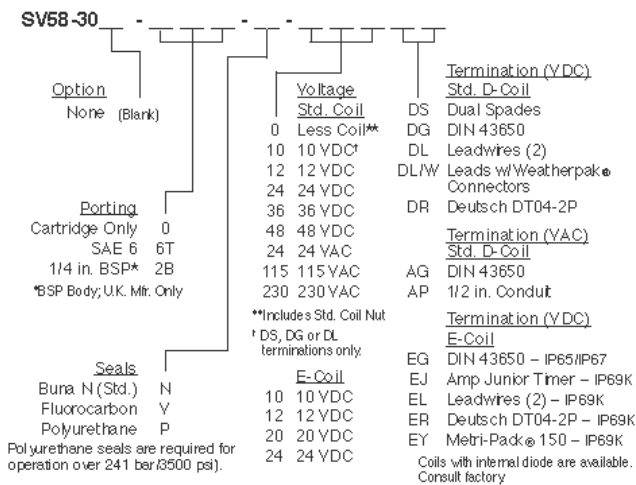 SV58-30__ - ____ - __ - ____ __
Option
None (Blank)
Porting
Cartridge Only 0
SAE 6 6T
1/4 in. BSP* 2B
*BSP Body; U.K. Mfr. Only
Seals
Buna N (Std.) N
Fluorocarbon V
Polyurethane P
Polyurethane seals are required for
operation over 241 bar/3500 psi).
Voltage
Std. Coil
0 Less Coil**
10 10 VDC†
12 12 VDC
24 24 VDC
36 36 VDC
48 48 VDC
24 24 VAC
115 115 VAC
230 230 VAC
**Includes Std. Coil Nut
† DS, DG or DL
terminations only.
E-Coil
10 10 VDC
12 12 VDC
20 20 VDC
24 24 VDC
Termination (VDC)
Std. D-Coil
DS Dual Spades
DG DIN 43650
DL Leadwires (2)
DL/W Leads w/Weatherpak®
Connectors
DR Deutsch DT04-2P
Termination (VAC)
Std. D-Coil
AG DIN 43650
AP 1/2 in. Conduit
Termination (VDC)
E-Coil
EG DIN 43650 – IP65/IP67
EJ Amp Junior Timer – IP69K
EL Leadwires (2) – IP69K
ER Deutsch DT04-2P – IP69K
EY Metri-Pack® 150 – IP69K
Coils with internal diode are available.
Consult factory